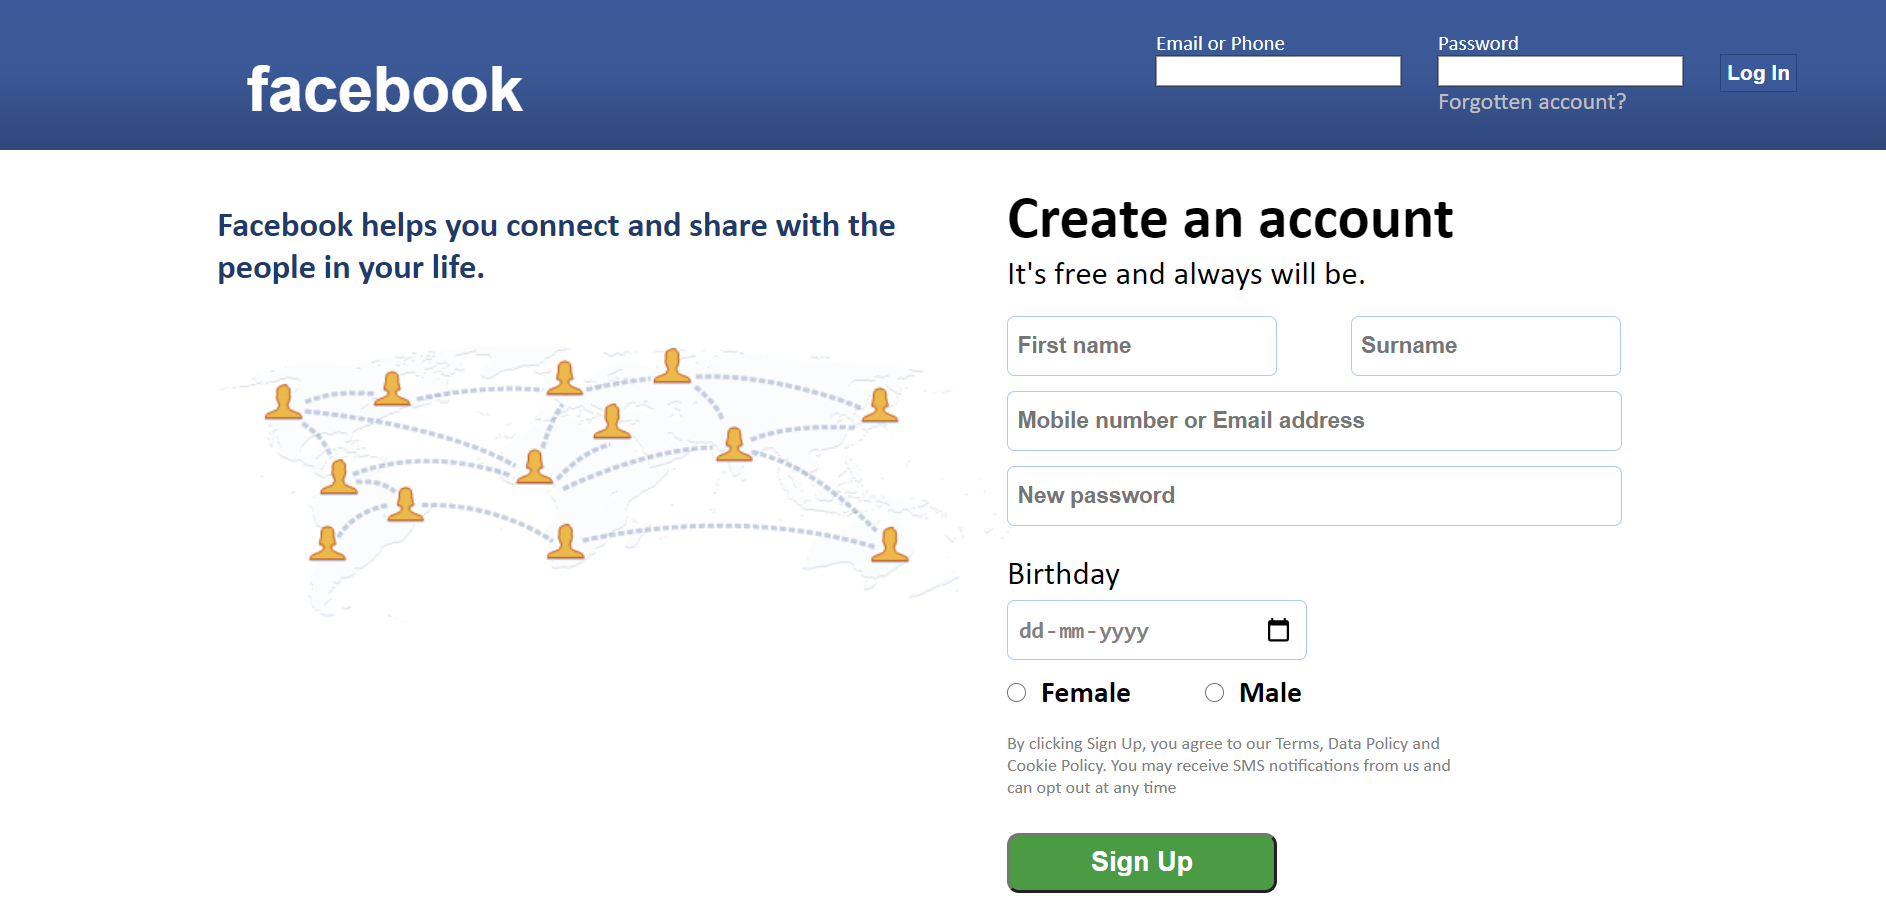 facebook
Email or Phone
Password
Log In
Forgotten account?
Facebook helps you connect and share with the
people in your life.
Create an account
It's free and always will be.
First name
Surname
Mobile number or Email address
New password
Birthday
dd-mm-yyyy
Female
Male
By clicking Sign Up, you agree to our Terms, Data Policy and
Cookie Policy. You may receive SMS notifications from us and
can opt out at any time
Sign Up